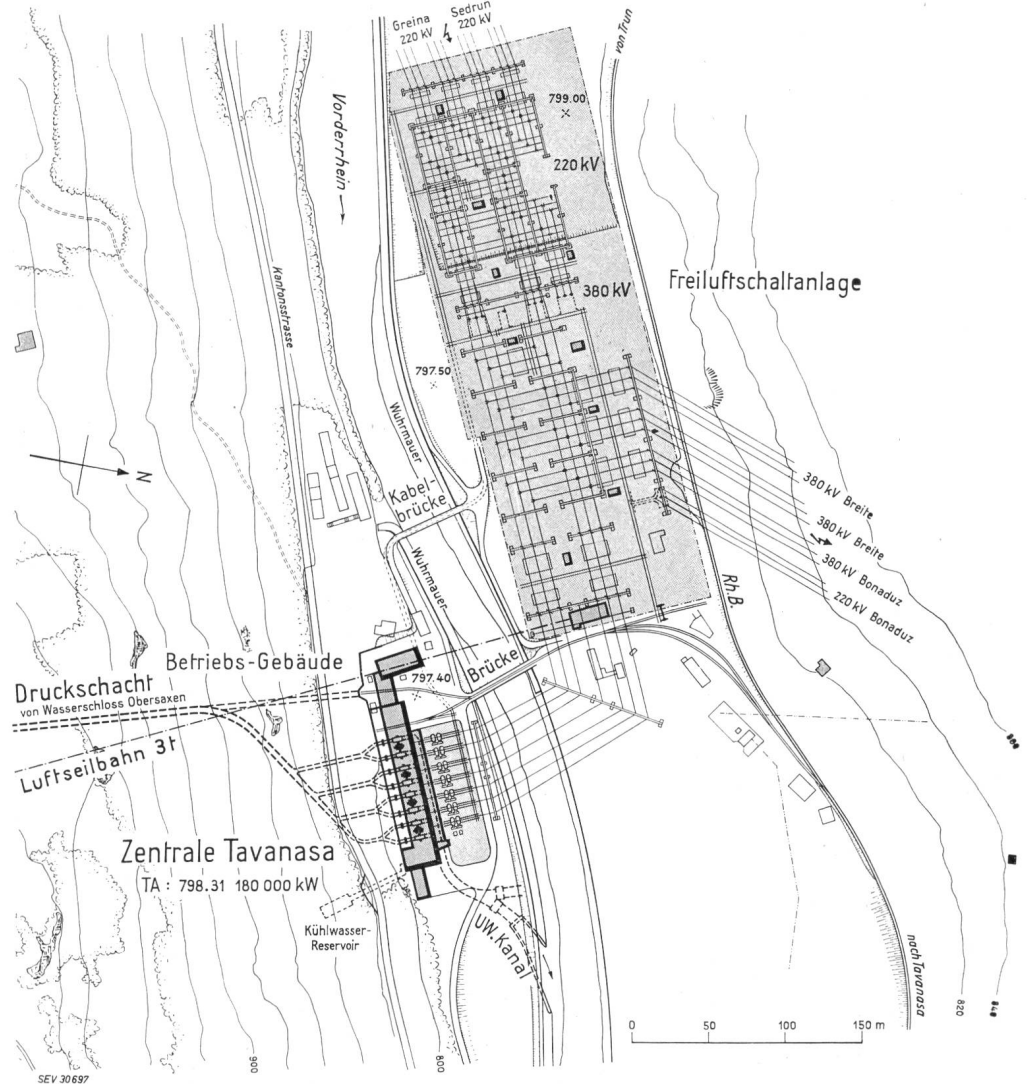 Greina
220 kV
Sedrun
220 kV
von Trun
Vorderrhein
799.00
220 kV
Kantonsstrasse
380 kV
Freiluftschaltanlage
797.50
Wuhrmauer
N
Kabel-
brücke
380 kV Breite
380 kV Breite
380 kV Bonaduz
220 kV Bonaduz
Wuhrmauer
Rh.B.
Betriebs-Gebäude
Brücke
Druckschacht
von Wasserschloss Obersaxen
797.40
Luftseilbahn 3t
860
Zentrale Tavanasa
TA : 798.31 180 000 kW
Kühlwasser-
Reservoir
UW.Kanal
nach Tavanasa
0 50 100 150 m
900
800
820
840
SEV 30697